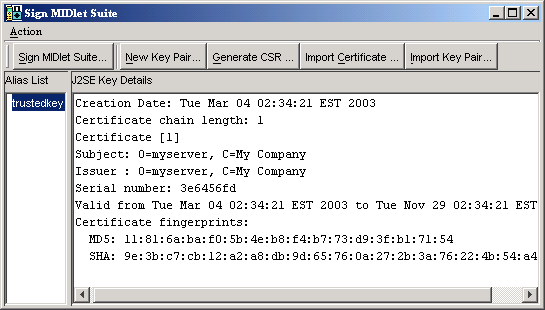 Sign MIDlet Suite
Action
Sign MIDlet Suite... New Key Pair... Generate CSR ... Import Certificate ... Import Key Pair...
Alias List J2SE Key Details
trustedkey
Creation Date: Tue Mar 04 02:34:21 EST 2003
Certificate chain length: 1
Certificate [1]
Subject: O=myserver, C=My Company
Issuer : O=myserver, C=My Company
Serial number: 3e6456fd
Valid from Tue Mar 04 02:34:21 EST 2003 to Tue Nov 29 02:34:21 EST
Certificate fingerprints:
MD5: 11:81:6a:ba:f0:5b:4e:b8:f4:b7:73:d9:3f:b1:71:54
SHA: 9e:3b:c7:cb:12:a2:a8:db:9d:65:76:0a:27:2b:3a:76:22:4b:54:a4